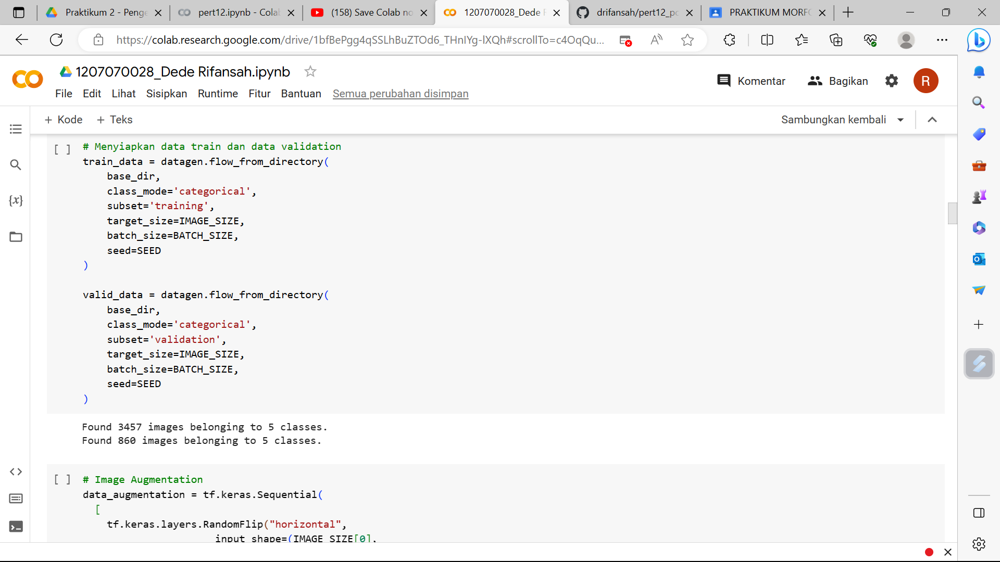 Praktikum 2 - Penge
pert12.ipynb - Cola
(158) Save Colab no
1207070028_Dede R
drifansah/pert12_pc
PRAKTIKUM MORFO
https://colab.research.google.com/drive/1bfBePgg4qSSLhBuZTOd6_THnIYg-lXQh#scrollTo=c4OqQu...
1207070028_Dede Rifansah.ipynb
Komentar
Bagikan
R
File Edit Lihat Sisipkan Runtime Fitur Bantuan Semua perubahan disimpan
+ Kode + Teks
Sambungkan kembali
[ ] # Menyiapkan data train dan data validation
train_data = datagen.flow_from_directory(
base_dir,
class_mode='categorical',
subset='training',
target_size=IMAGE_SIZE,
batch_size=BATCH_SIZE,
seed=SEED
)
valid_data = datagen.flow_from_directory(
base_dir,
class_mode='categorical',
subset='validation',
target_size=IMAGE_SIZE,
batch_size=BATCH_SIZE,
seed=SEED
)
Found 3457 images belonging to 5 classes.
Found 860 images belonging to 5 classes.
[ ] # Image Augmentation
data_augmentation = tf.keras.Sequential(
[
tf.keras.layers.RandomFlip("horizontal",
input_shape=(IMAGE_SIZE[0],